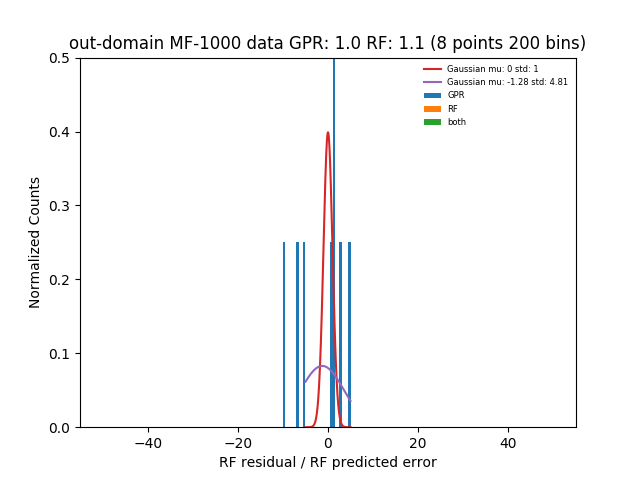 out-domain MF-1000 data GPR: 1.0 RF: 1.1 (8 points 200 bins)
Gaussian mu: 0 std: 1
Gaussian mu: -1.28 std: 4.81
GPR
RF
both
Normalized Counts
0.5
0.4
0.3
0.2
0.1
0.0
−40
−20
0
20
40
RF residual / RF predicted error